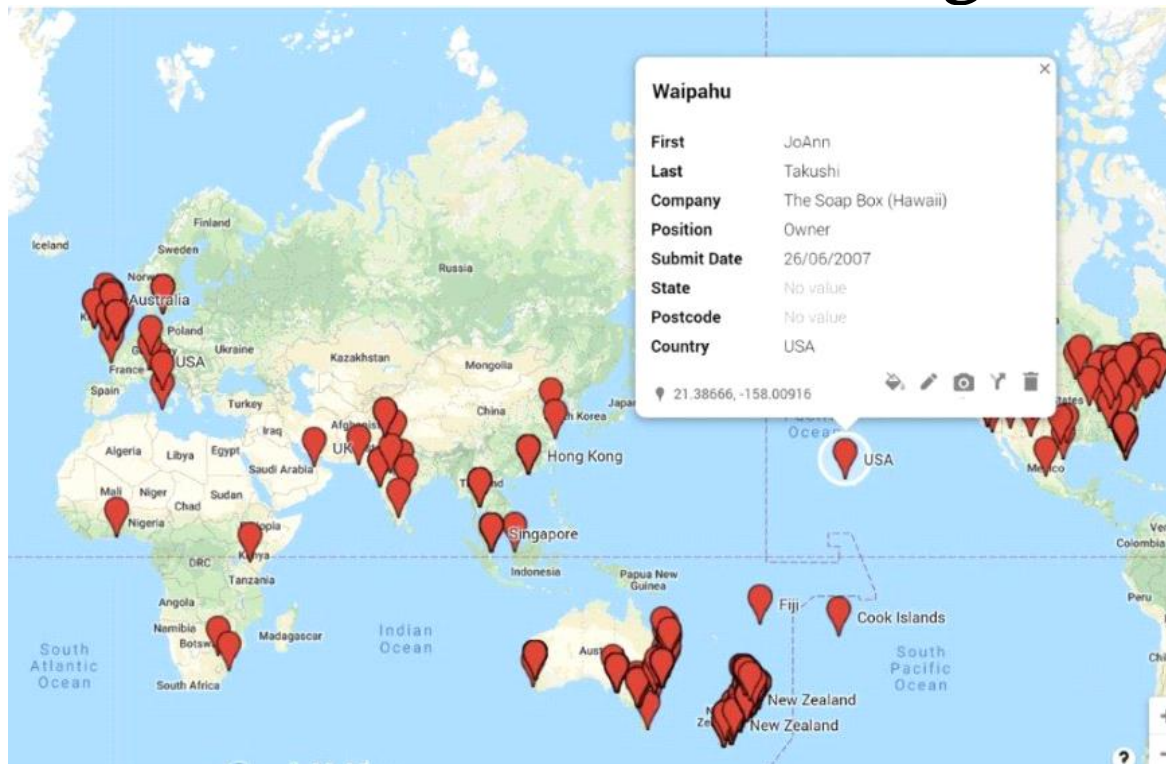 Waipahu
First JoAnn
Last Takushi
Company The Soap Box (Hawaii)
Position Owner
Submit Date 26/06/2007
State No value
Postcode No value
Country USA
21.38666, -158.00916
Iceland
Finland
Sweden
Russia
Australia
Poland
USA
Ukraine
France
Spain
Kazakhstan
Mongolia
Turkey
China
Iraq
Algeria
Libya
Egypt
UK
Saudi Arabia
Hong Kong
USA
Mali
Niger
Sudan
Chad
Nigeria
Singapore
DRC
Indonesia
Papua New
Guinea
Tanzania
Colombia
Peru
Angola
Namibia
Madagascar
Indian
Ocean
Fiji
Cook Islands
South
Atlantic
Ocean
South
Pacific
Ocean
South Africa
New Zealand
New Zealand
?